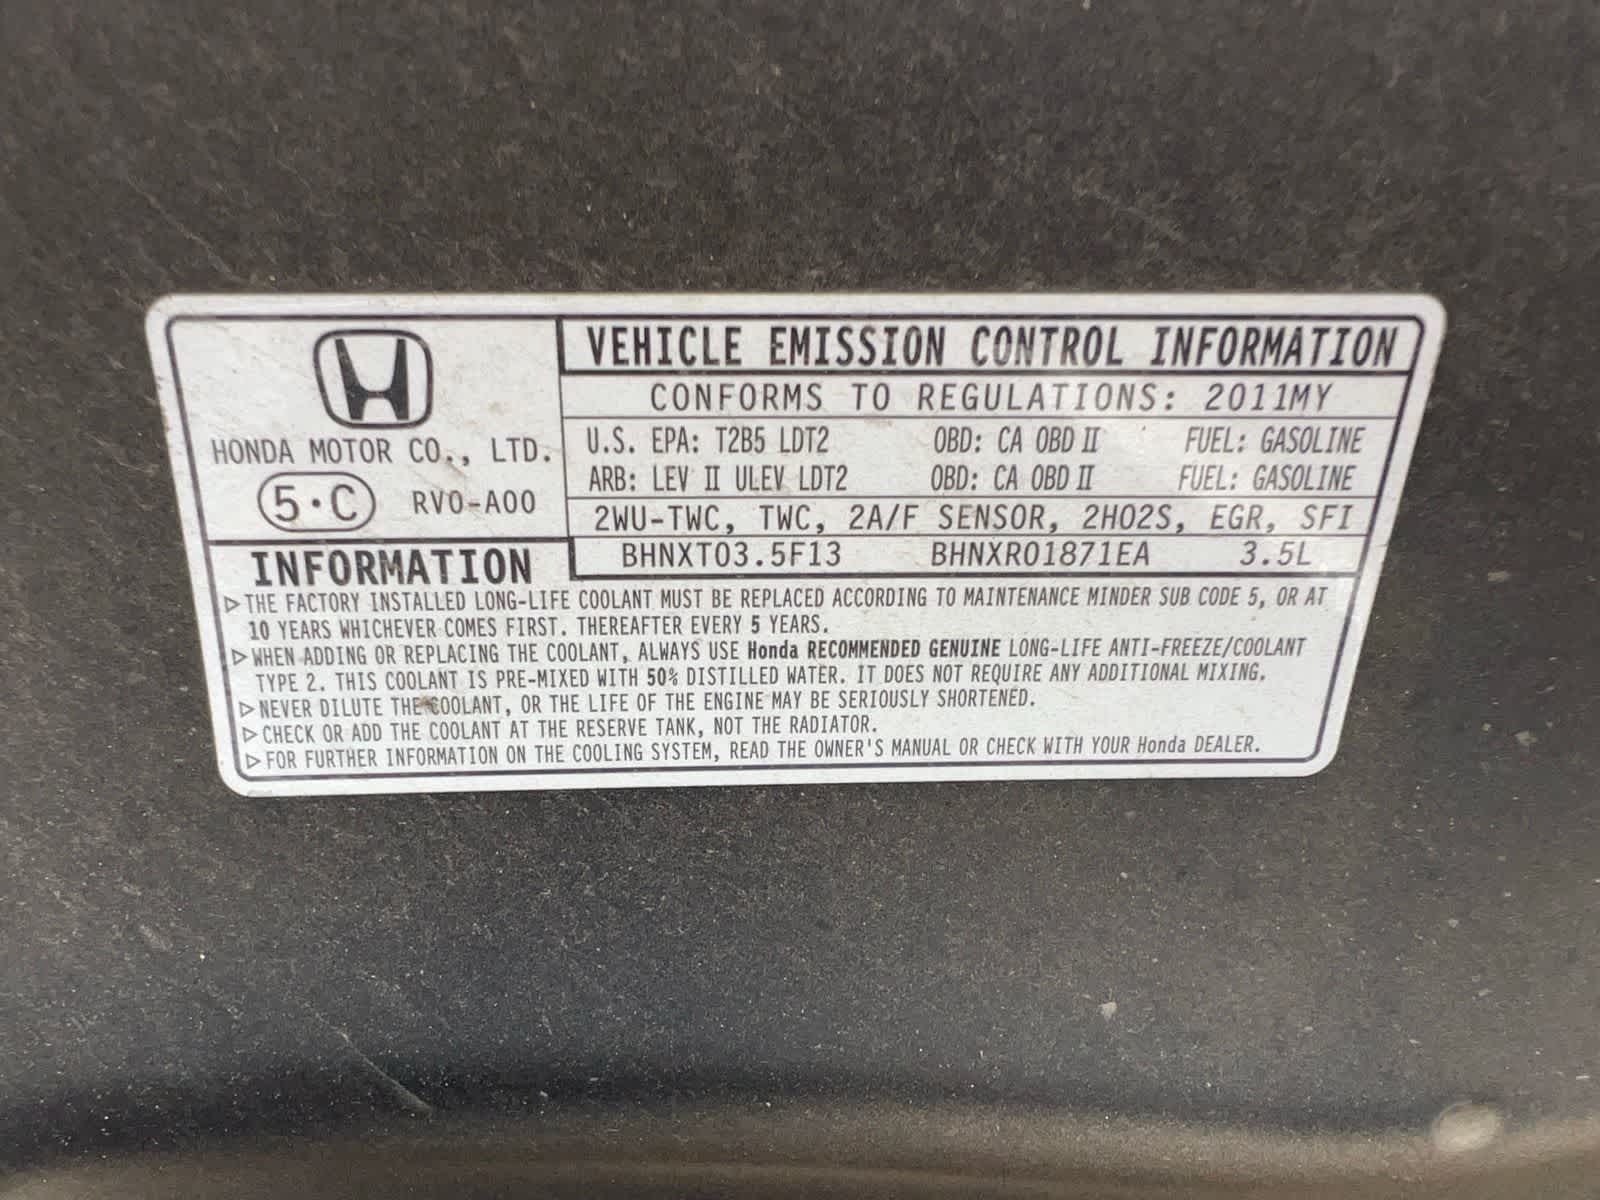 VEHICLE EMISSION CONTROL INFORMATION
CONFORMS TO REGULATIONS: 2011MY
HONDA MOTOR CO., LTD.
5·C RV0-A00
U.S. EPA: T2B5 LDT2 OBD: CA OBD II FUEL: GASOLINE
ARB: LEV II ULEV LDT2 OBD: CA OBD II FUEL: GASOLINE
2WU-TWC, TWC, 2A/F SENSOR, 2HO2S, EGR, SFI
BHNXT03.5F13 BHNXR01871EA 3.5L
INFORMATION
▷THE FACTORY INSTALLED LONG-LIFE COOLANT MUST BE REPLACED ACCORDING TO MAINTENANCE MINDER SUB CODE 5, OR AT
10 YEARS WHICHEVER COMES FIRST. THEREAFTER EVERY 5 YEARS.
▷WHEN ADDING OR REPLACING THE COOLANT, ALWAYS USE Honda RECOMMENDED GENUINE LONG-LIFE ANTI-FREEZE/COOLANT
TYPE 2. THIS COOLANT IS PRE-MIXED WITH 50% DISTILLED WATER. IT DOES NOT REQUIRE ANY ADDITIONAL MIXING.
▷NEVER DILUTE THE COOLANT, OR THE LIFE OF THE ENGINE MAY BE SERIOUSLY SHORTENED.
▷CHECK OR ADD THE COOLANT AT THE RESERVE TANK, NOT THE RADIATOR.
▷FOR FURTHER INFORMATION ON THE COOLING SYSTEM, READ THE OWNER'S MANUAL OR CHECK WITH YOUR Honda DEALER.